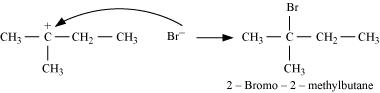 Br
+
CH₃ — C — CH₂ — CH₃ Br⁻ CH₃ — C — CH₂ — CH₃
CH₃ CH₃
2 – Bromo – 2 – methylbutane